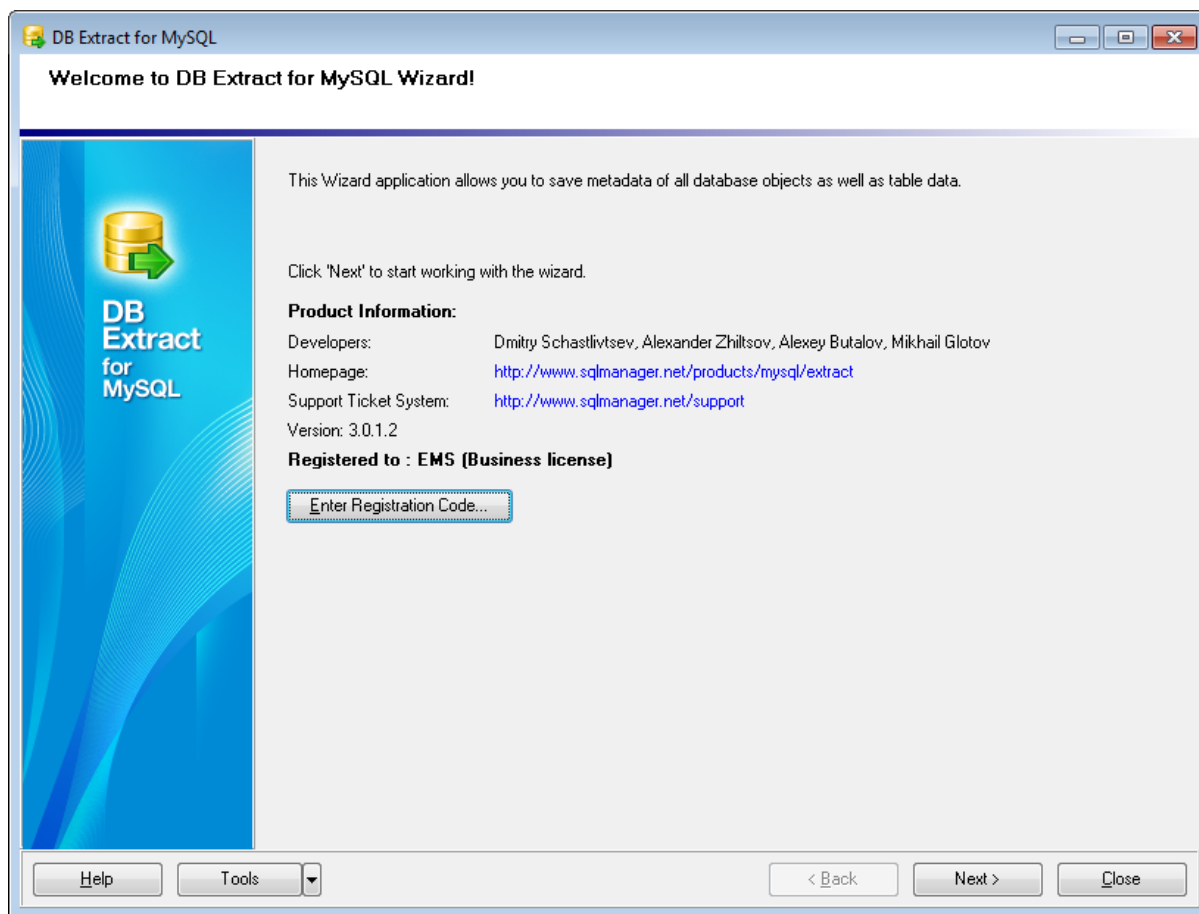 DB Extract for MySQL
Welcome to DB Extract for MySQL Wizard!
This Wizard application allows you to save metadata of all database objects as well as table data.
DB
Extract
for
MySQL
Click 'Next' to start working with the wizard.
Product Information:
Developers: Dmitry Schastlivtsev, Alexander Zhiltsov, Alexey Butalov, Mikhail Glotov
Homepage: http://www.sqlmanager.net/products/mysql/extract
Support Ticket System: http://www.sqlmanager.net/support
Version: 3.0.1.2
Registered to : EMS (Business license)
Enter Registration Code...
Help Tools < Back Next > Close